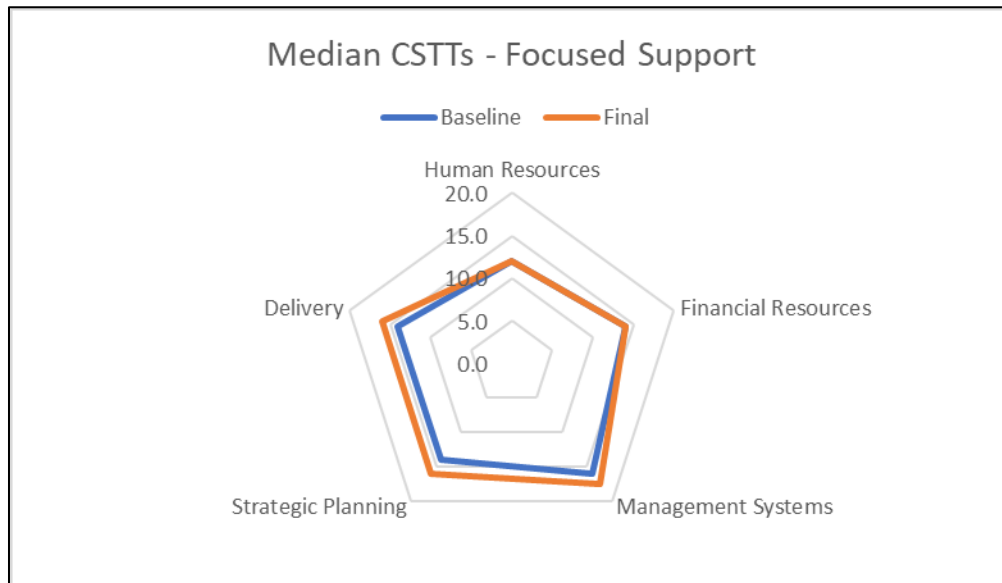 Median CSTTs - Focused Support
Baseline Final
Human Resources
20.0
15.0
10.0
5.0
0.0
Delivery
Financial Resources
Strategic Planning
Management Systems